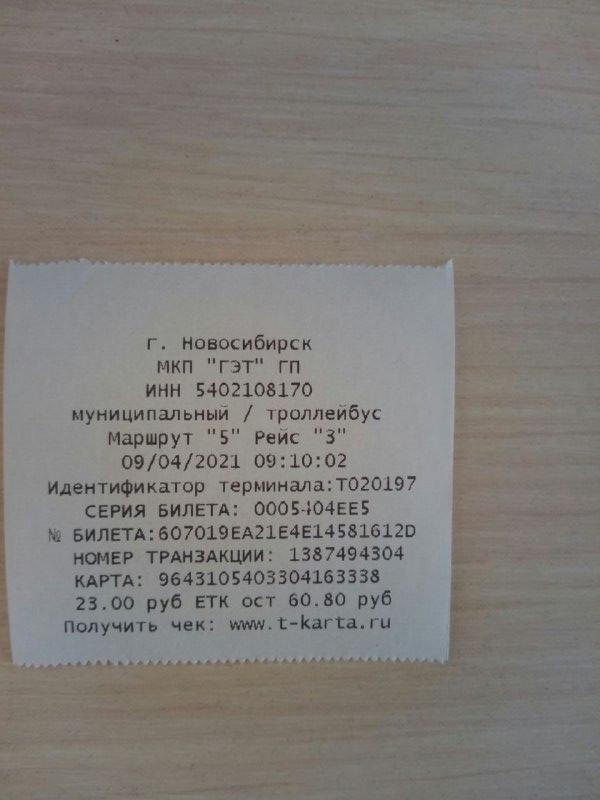 г. Новосибирск
МКП "ГЭТ" ГП
ИНН 5402108170
муниципальный / троллейбус
Маршрут "5" Рейс "3"
09/04/2021 09:10:02
Идентификатор терминала:T020197
СЕРИЯ БИЛЕТА: 0005404EE5
№ БИЛЕТА:607019EA21E4E14581612D
НОМЕР ТРАНЗАКЦИИ: 1387494304
КАРТА: 9643105403304163338
23.00 руб ЕТК ост 60.80 руб
Получить чек: www.t-karta.ru